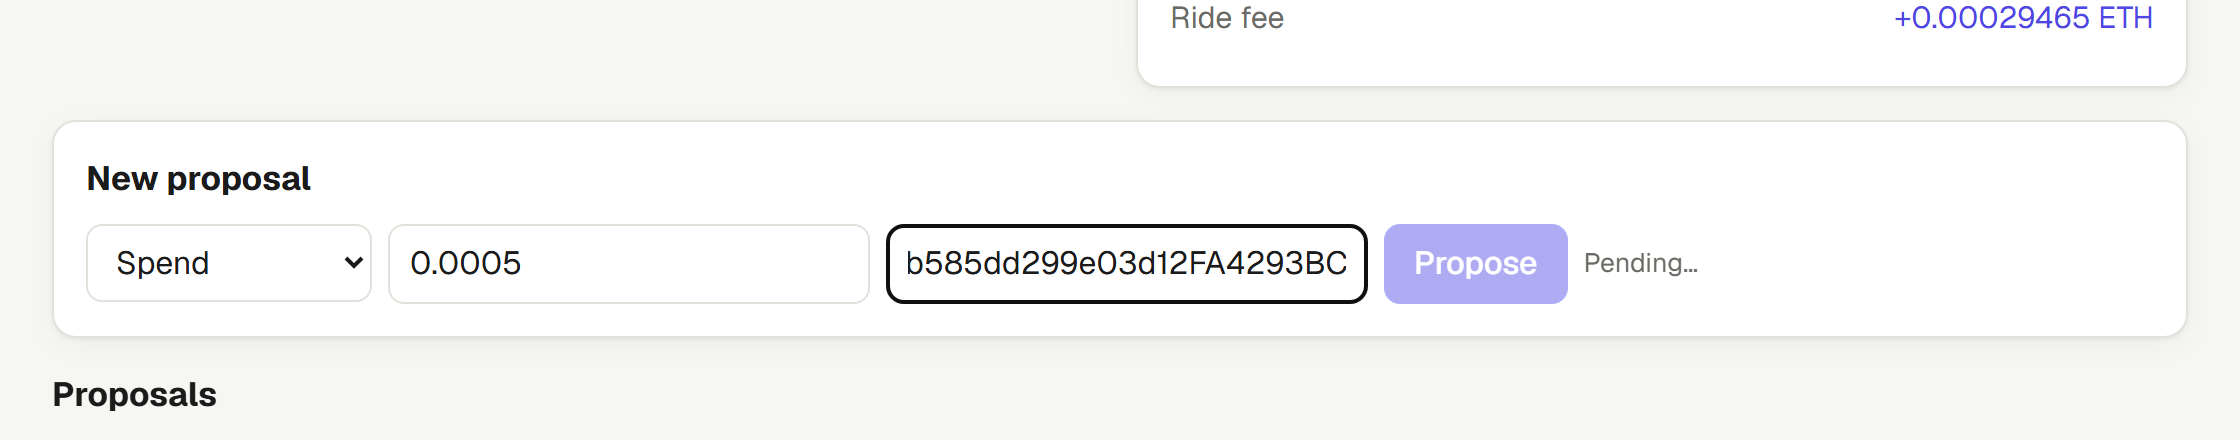 Ride fee +0.00029465 ETH
New proposal
Spend 0.0005 b585dd299e03d12FA4293BC Propose Pending...
Proposals